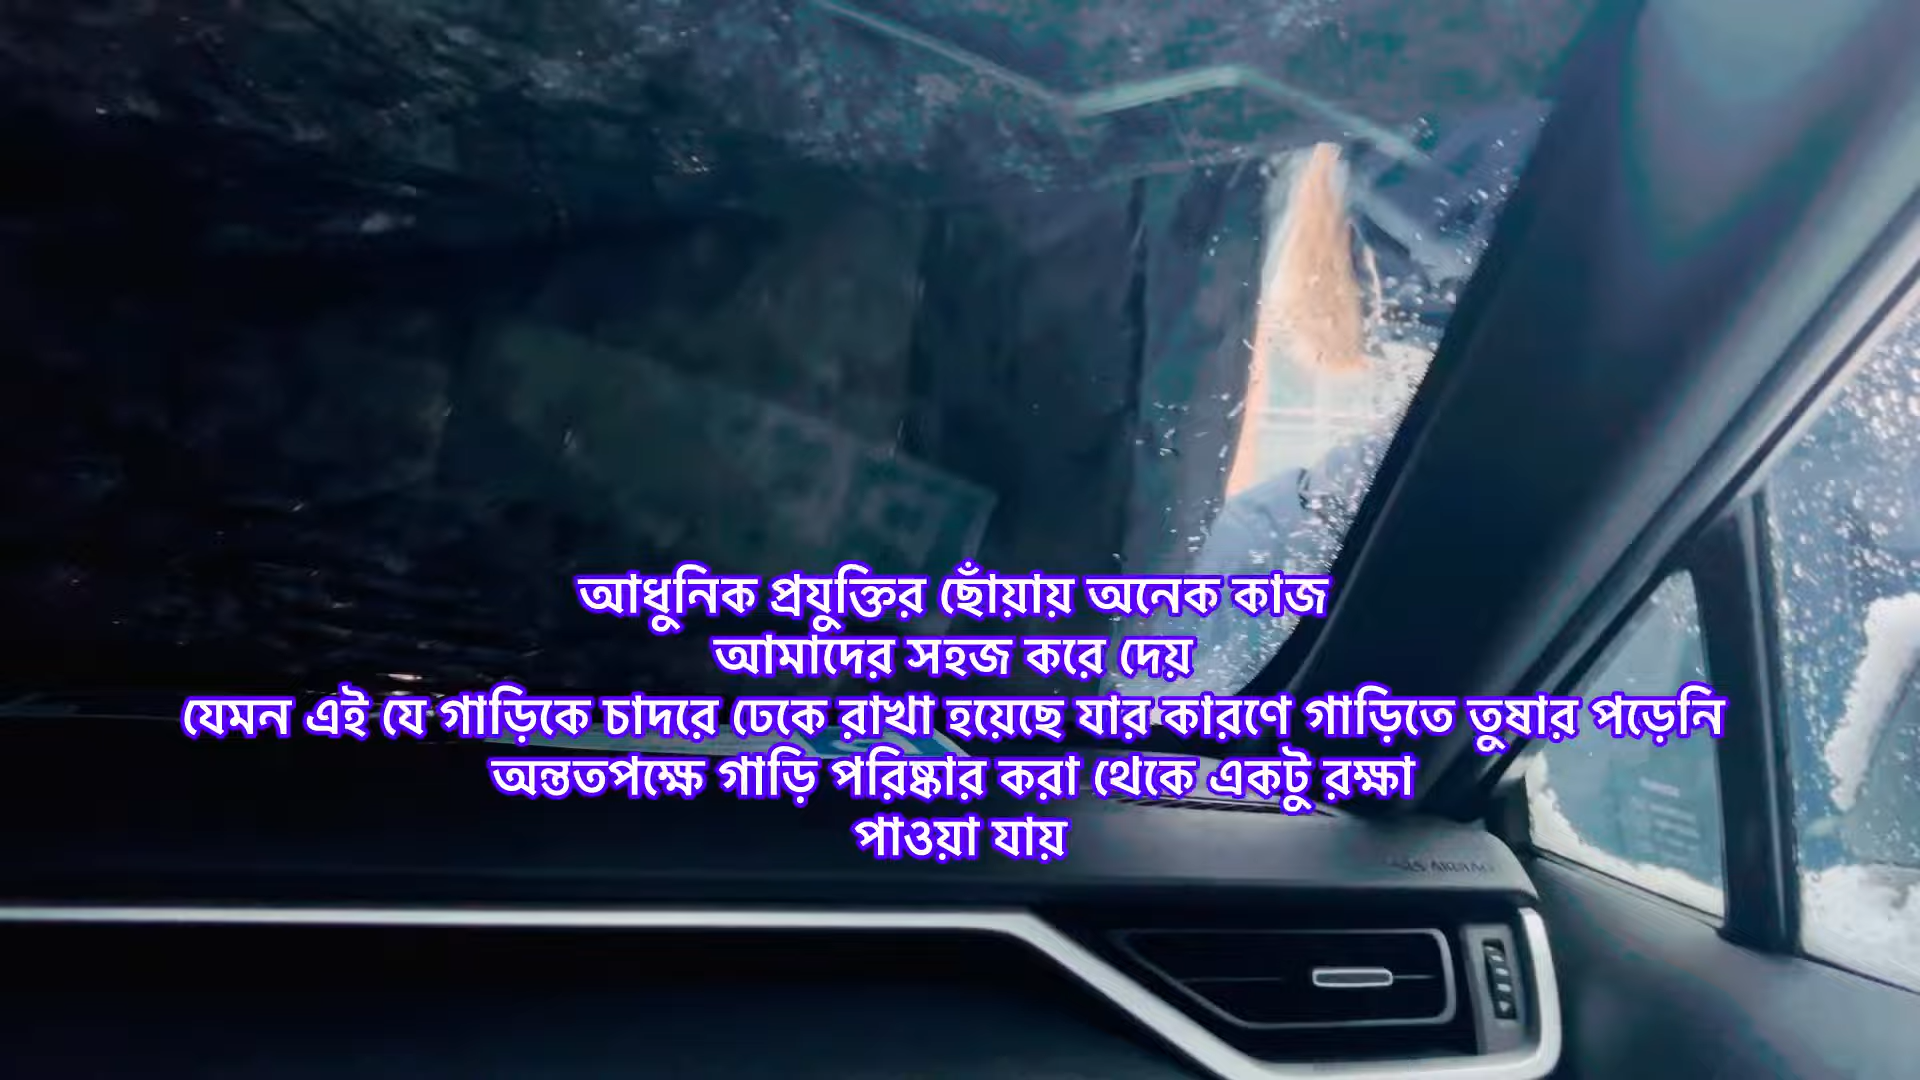 আধুনিক প্রযুক্তির ছোঁয়ায় অনেক কাজ
আমাদের সহজ করে দেয়
যেমন এই যে গাড়িকে চাদরে ঢেকে রাখা হয়েছে যার কারণে গাড়িতে তুষার পড়েনি
অন্ততপক্ষে গাড়ি পরিষ্কার করা থেকে একটু রক্ষা
পাওয়া যায়
AIRBAG